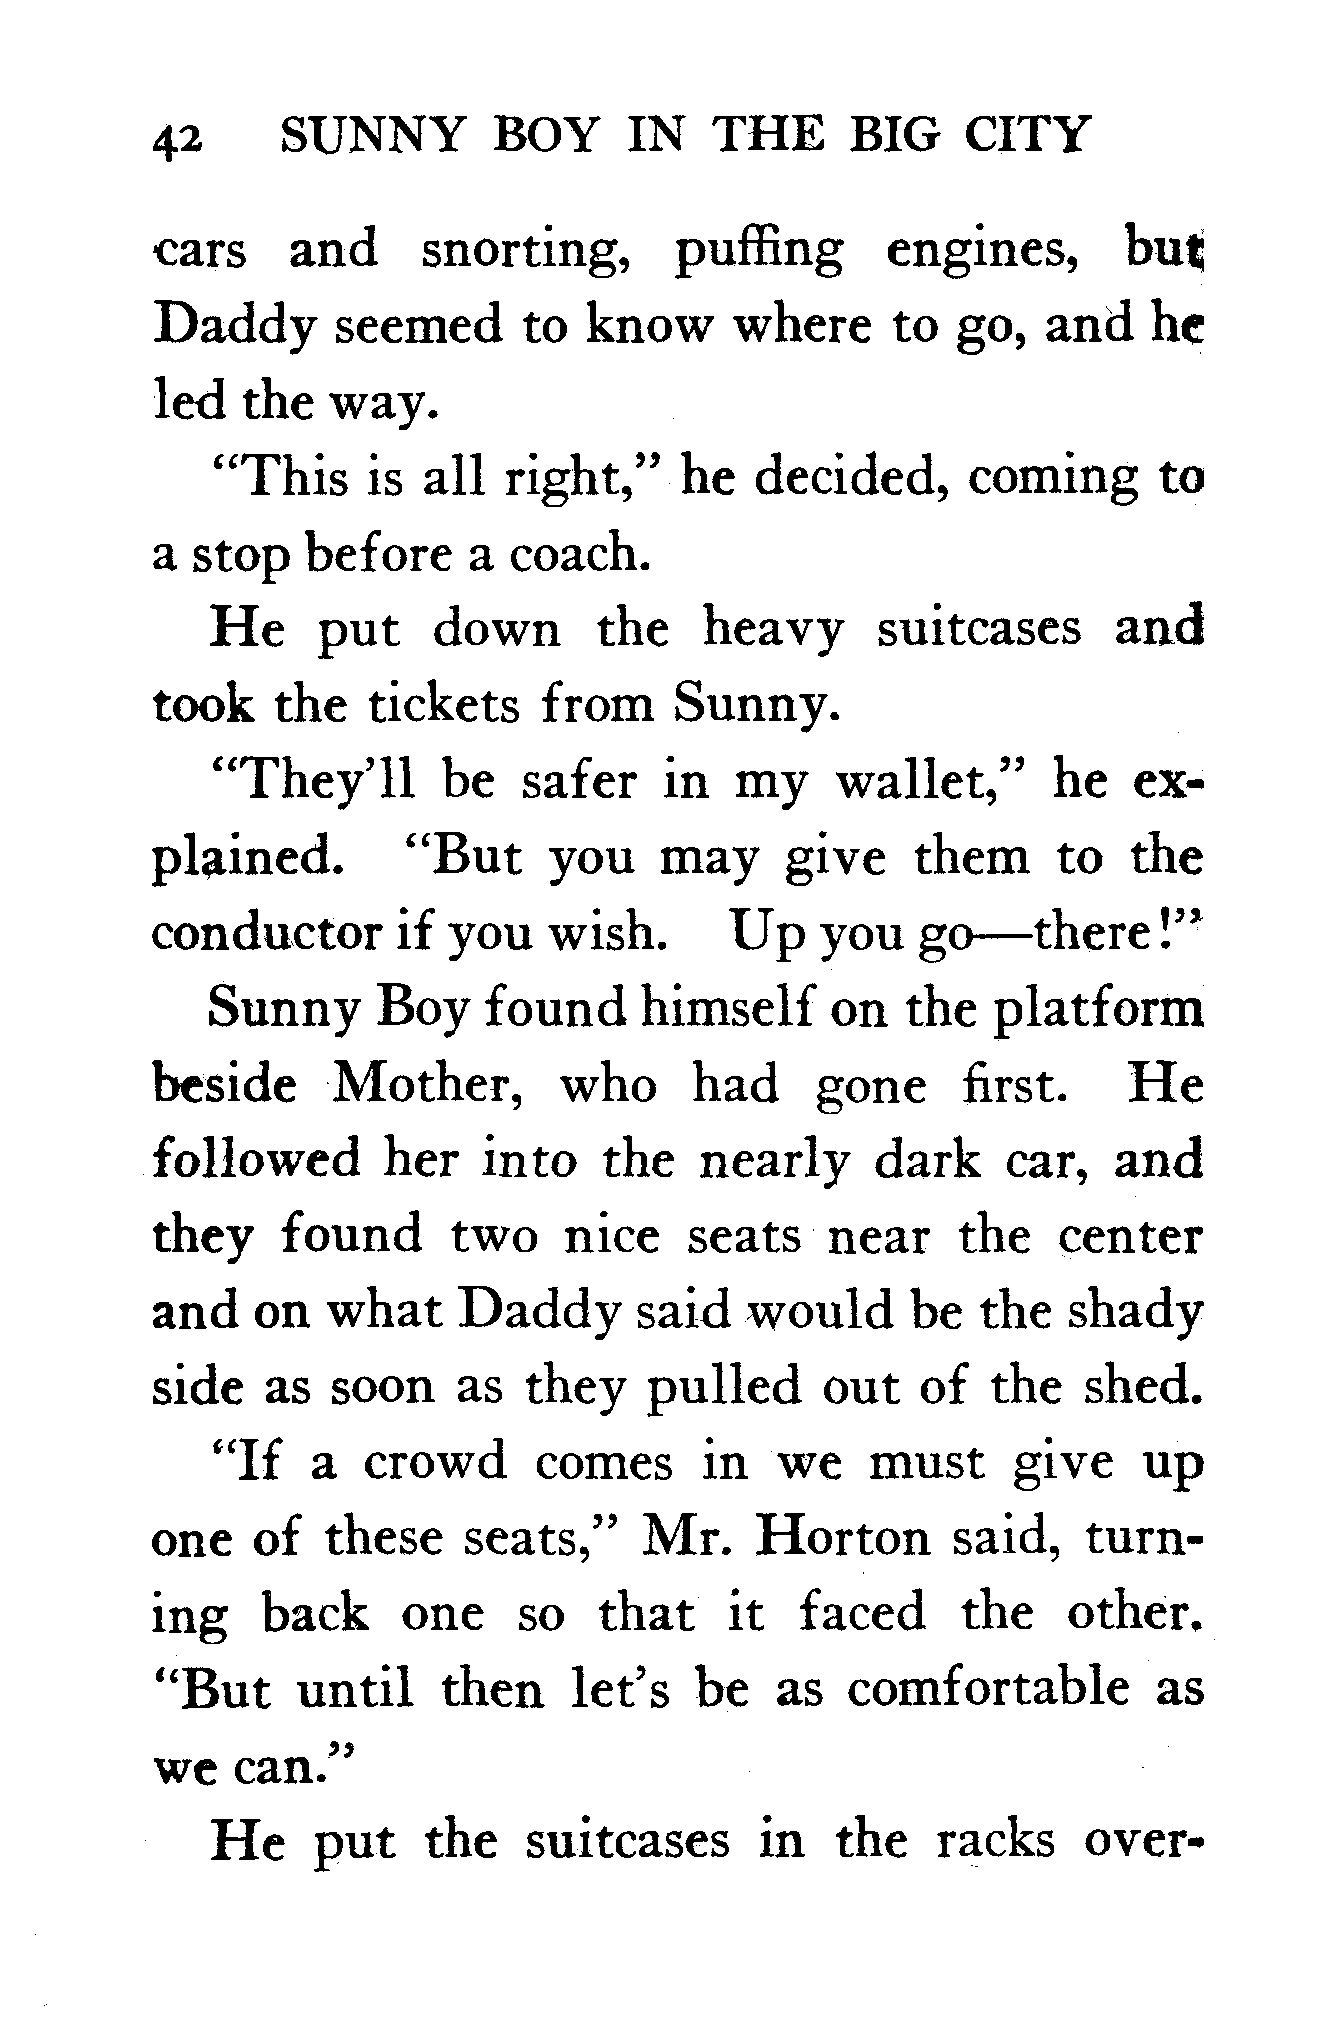 42 SUNNY BOY IN THE BIG CITY
cars and snorting, puffing engines, but
Daddy seemed to know where to go, and he
led the way.
“This is all right,” he decided, coming to
a stop before a coach.
He put down the heavy suitcases and
took the tickets from Sunny.
“They’ll be safer in my wallet,” he ex-
plained. “But you may give them to the
conductor if you wish. Up you go—there!”
Sunny Boy found himself on the platform
beside Mother, who had gone first. He
followed her into the nearly dark car, and
they found two nice seats near the center
and on what Daddy said would be the shady
side as soon as they pulled out of the shed.
“If a crowd comes in we must give up
one of these seats,” Mr. Horton said, turn-
ing back one so that it faced the other.
“But until then let’s be as comfortable as
we can.”
He put the suitcases in the racks over-